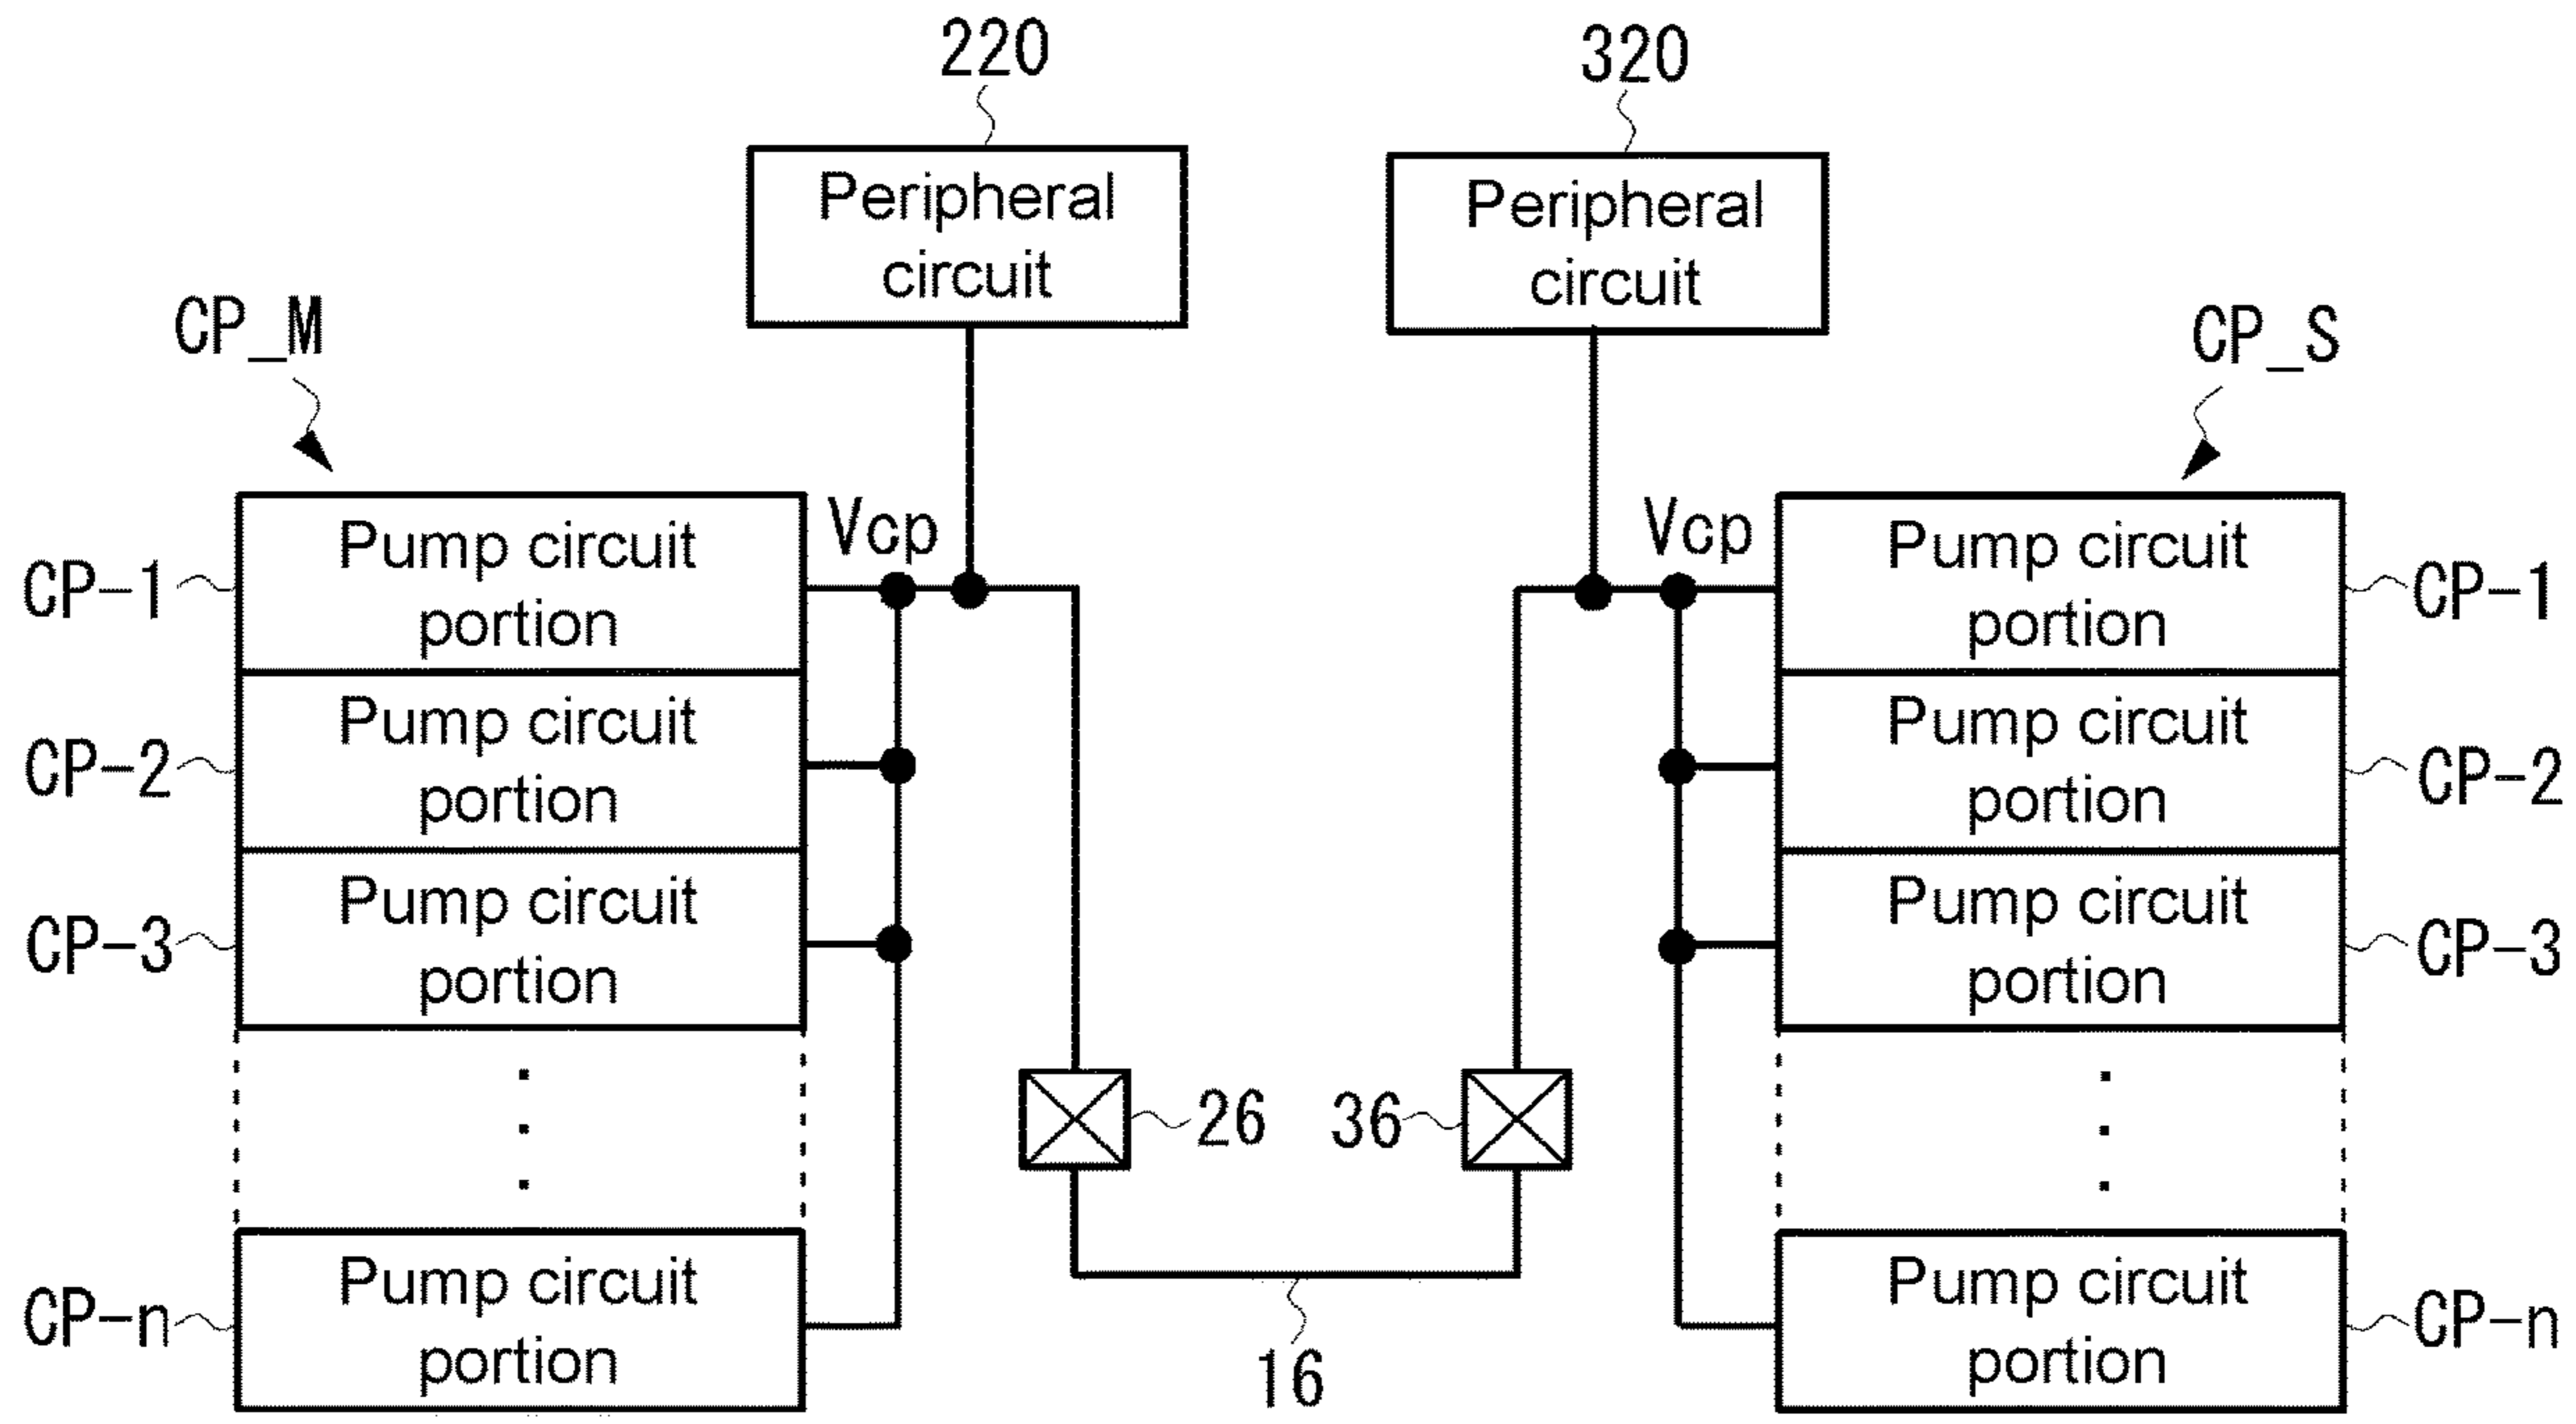 220
320
Peripheral
circuit
Peripheral
circuit
CP_M
CP_S
Vcp
Vcp
CP-1
Pump circuit
portion
Pump circuit
portion
CP-1
CP-2
Pump circuit
portion
Pump circuit
portion
CP-2
CP-3
Pump circuit
portion
Pump circuit
portion
CP-3
26
36
CP-n
Pump circuit
portion
Pump circuit
portion
CP-n
16